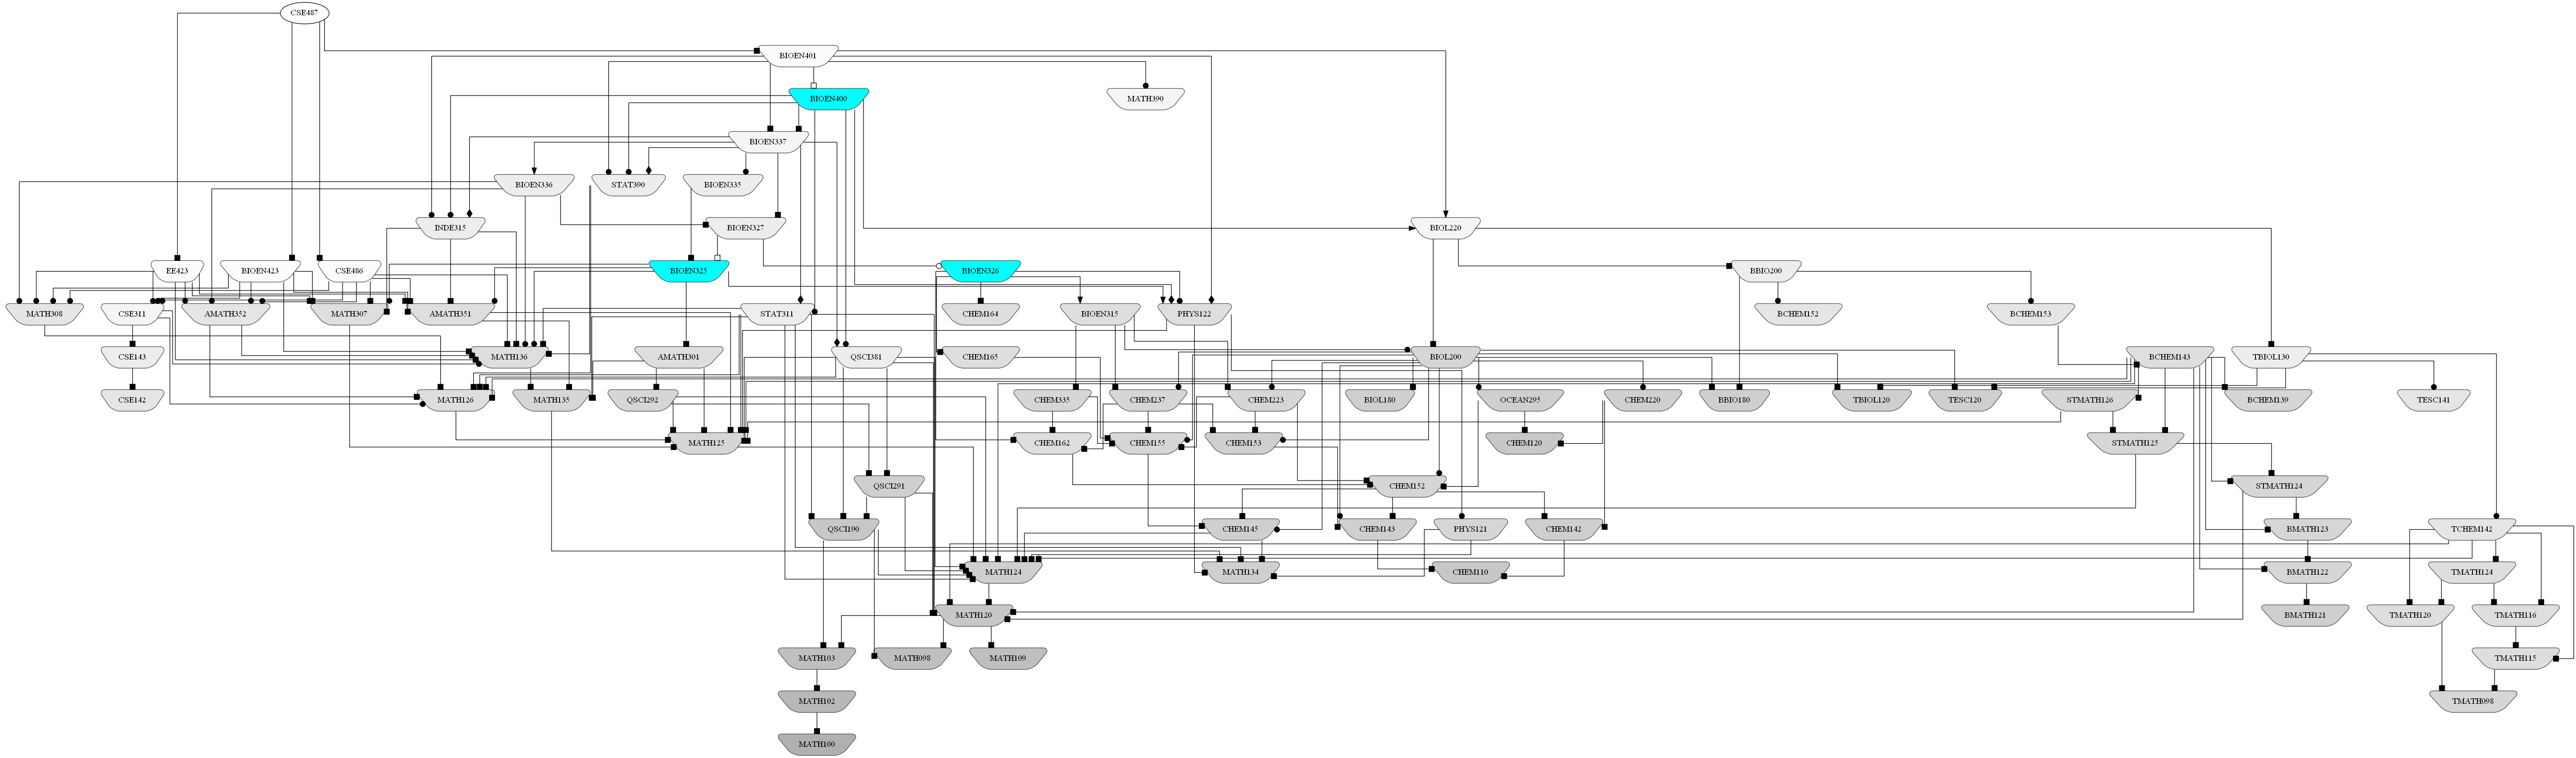 CSE487
BIOEN401
BIOEN400
MATH390
BIOEN337
BIOEN336
STAT390
BIOEN335
INDE315
BIOEN327
BIOL220
EE423
BIOEN423
CSE486
BIOEN325
BIOEN326
BBIO200
MATH308
CSE311
AMATH352
MATH307
AMATH351
STAT311
CHEM164
BIOEN315
PHYS122
BCHEM152
BCHEM153
CSE143
MATH136
AMATH301
QSCI381
CHEM165
BIOL200
BCHEM143
TBIOL130
CSE142
MATH126
MATH135
QSCI292
CHEM335
CHEM237
CHEM223
BIOL180
OCEAN295
CHEM220
BBIO180
TBIOL120
TESC120
STMATH126
BCHEM139
TESC141
MATH125
CHEM162
CHEM155
CHEM153
CHEM120
STMATH125
QSCI291
CHEM152
STMATH124
QSCI190
CHEM145
CHEM143
PHYS121
CHEM142
BMATH123
TCHEM142
MATH124
MATH134
CHEM110
BMATH122
TMATH124
MATH120
BMATH121
TMATH120
TMATH116
MATH103
MATH098
MATH109
TMATH115
MATH102
TMATH098
MATH100